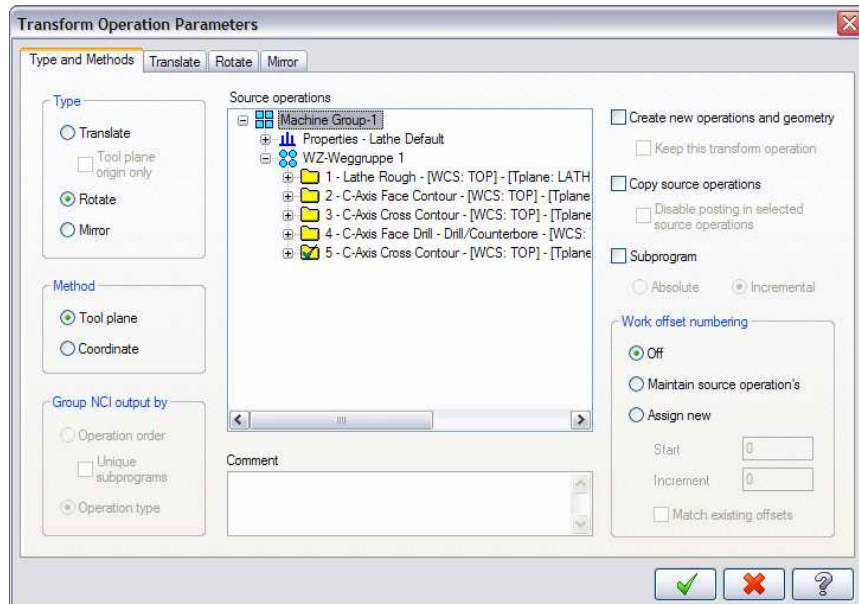 Transform Operation Parameters
Type and Methods Translate Rotate Mirror
Type
Translate
Tool plane
origin only
Rotate
Mirror
Method
Tool plane
Coordinate
Group NCI output by
Operation order
Unique
subprograms
Operation type
Source operations
Machine Group-1
Properties - Lathe Default
WZ-Weggruppe 1
1 - Lathe Rough - [WCS: TOP] - [Tplane: LATH
2 - C-Axis Face Contour - [WCS: TOP] - [Tplane
3 - C-Axis Cross Contour - [WCS: TOP] - [Tplane
4 - C-Axis Face Drill - Drill/Counterbore - [WCS:
5 - C-Axis Cross Contour - [WCS: TOP] - [Tplane
Comment
Create new operations and geometry
Keep this transform operation
Copy source operations
Disable posting in selected
source operations
Subprogram
Absolute Incremental
Work offset numbering
Off
Maintain source operation's
Assign new
Start 0
Increment 0
Match existing offsets